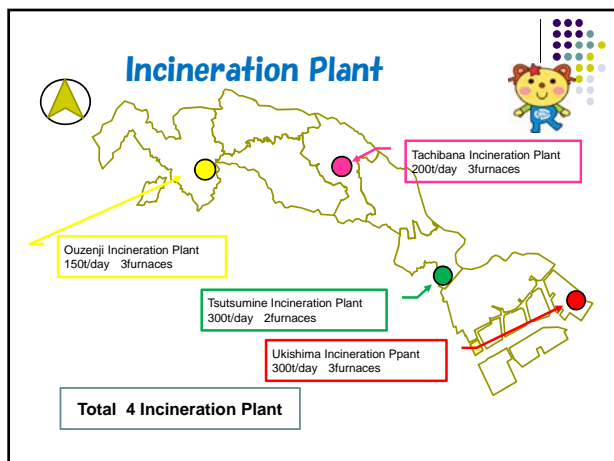 Incineration Plant
Tachibana Incineration Plant
200t/day 3furnaces
Ouzenji Incineration Plant
150t/day 3furnaces
Tsutsumine Incineration Plant
300t/day 2furnaces
Ukishima Incineration Ppant
300t/day 3furnaces
Total 4 Incineration Plant